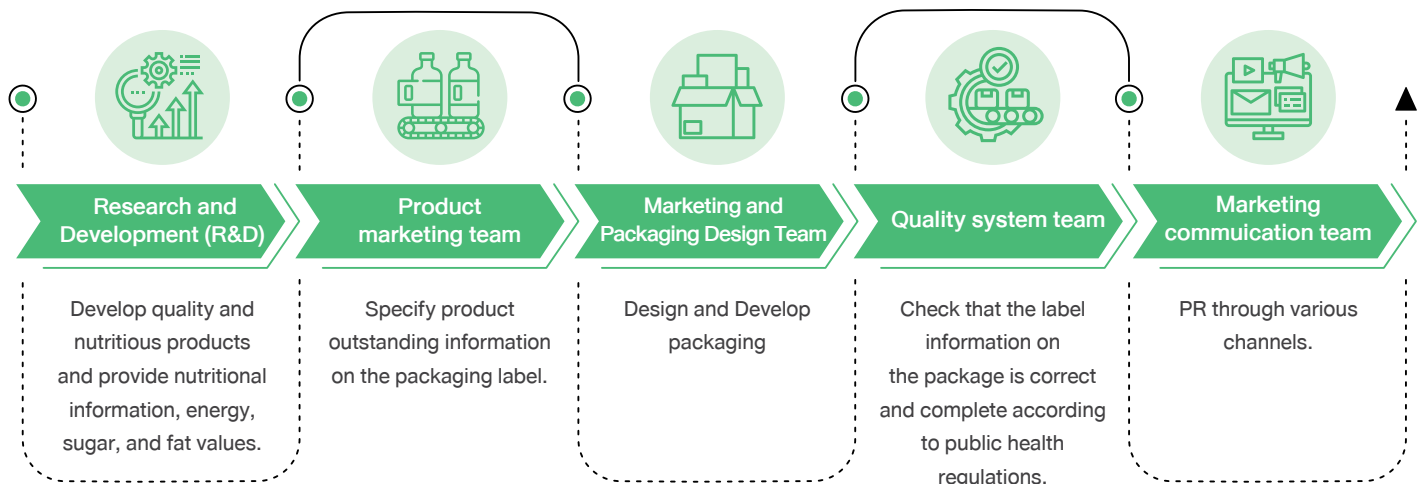 Research and
Development (R&D)
Develop quality and
nutritious products
and provide nutritional
information, energy,
sugar, and fat values.
Product
marketing team
Specify product
outstanding information
on the packaging label.
Marketing and
Packaging Design Team
Design and Develop
packaging
Quality system team
Check that the label
information on
the package is correct
and complete according
to public health
regulations.
Marketing
commuication team
PR through various
channels.